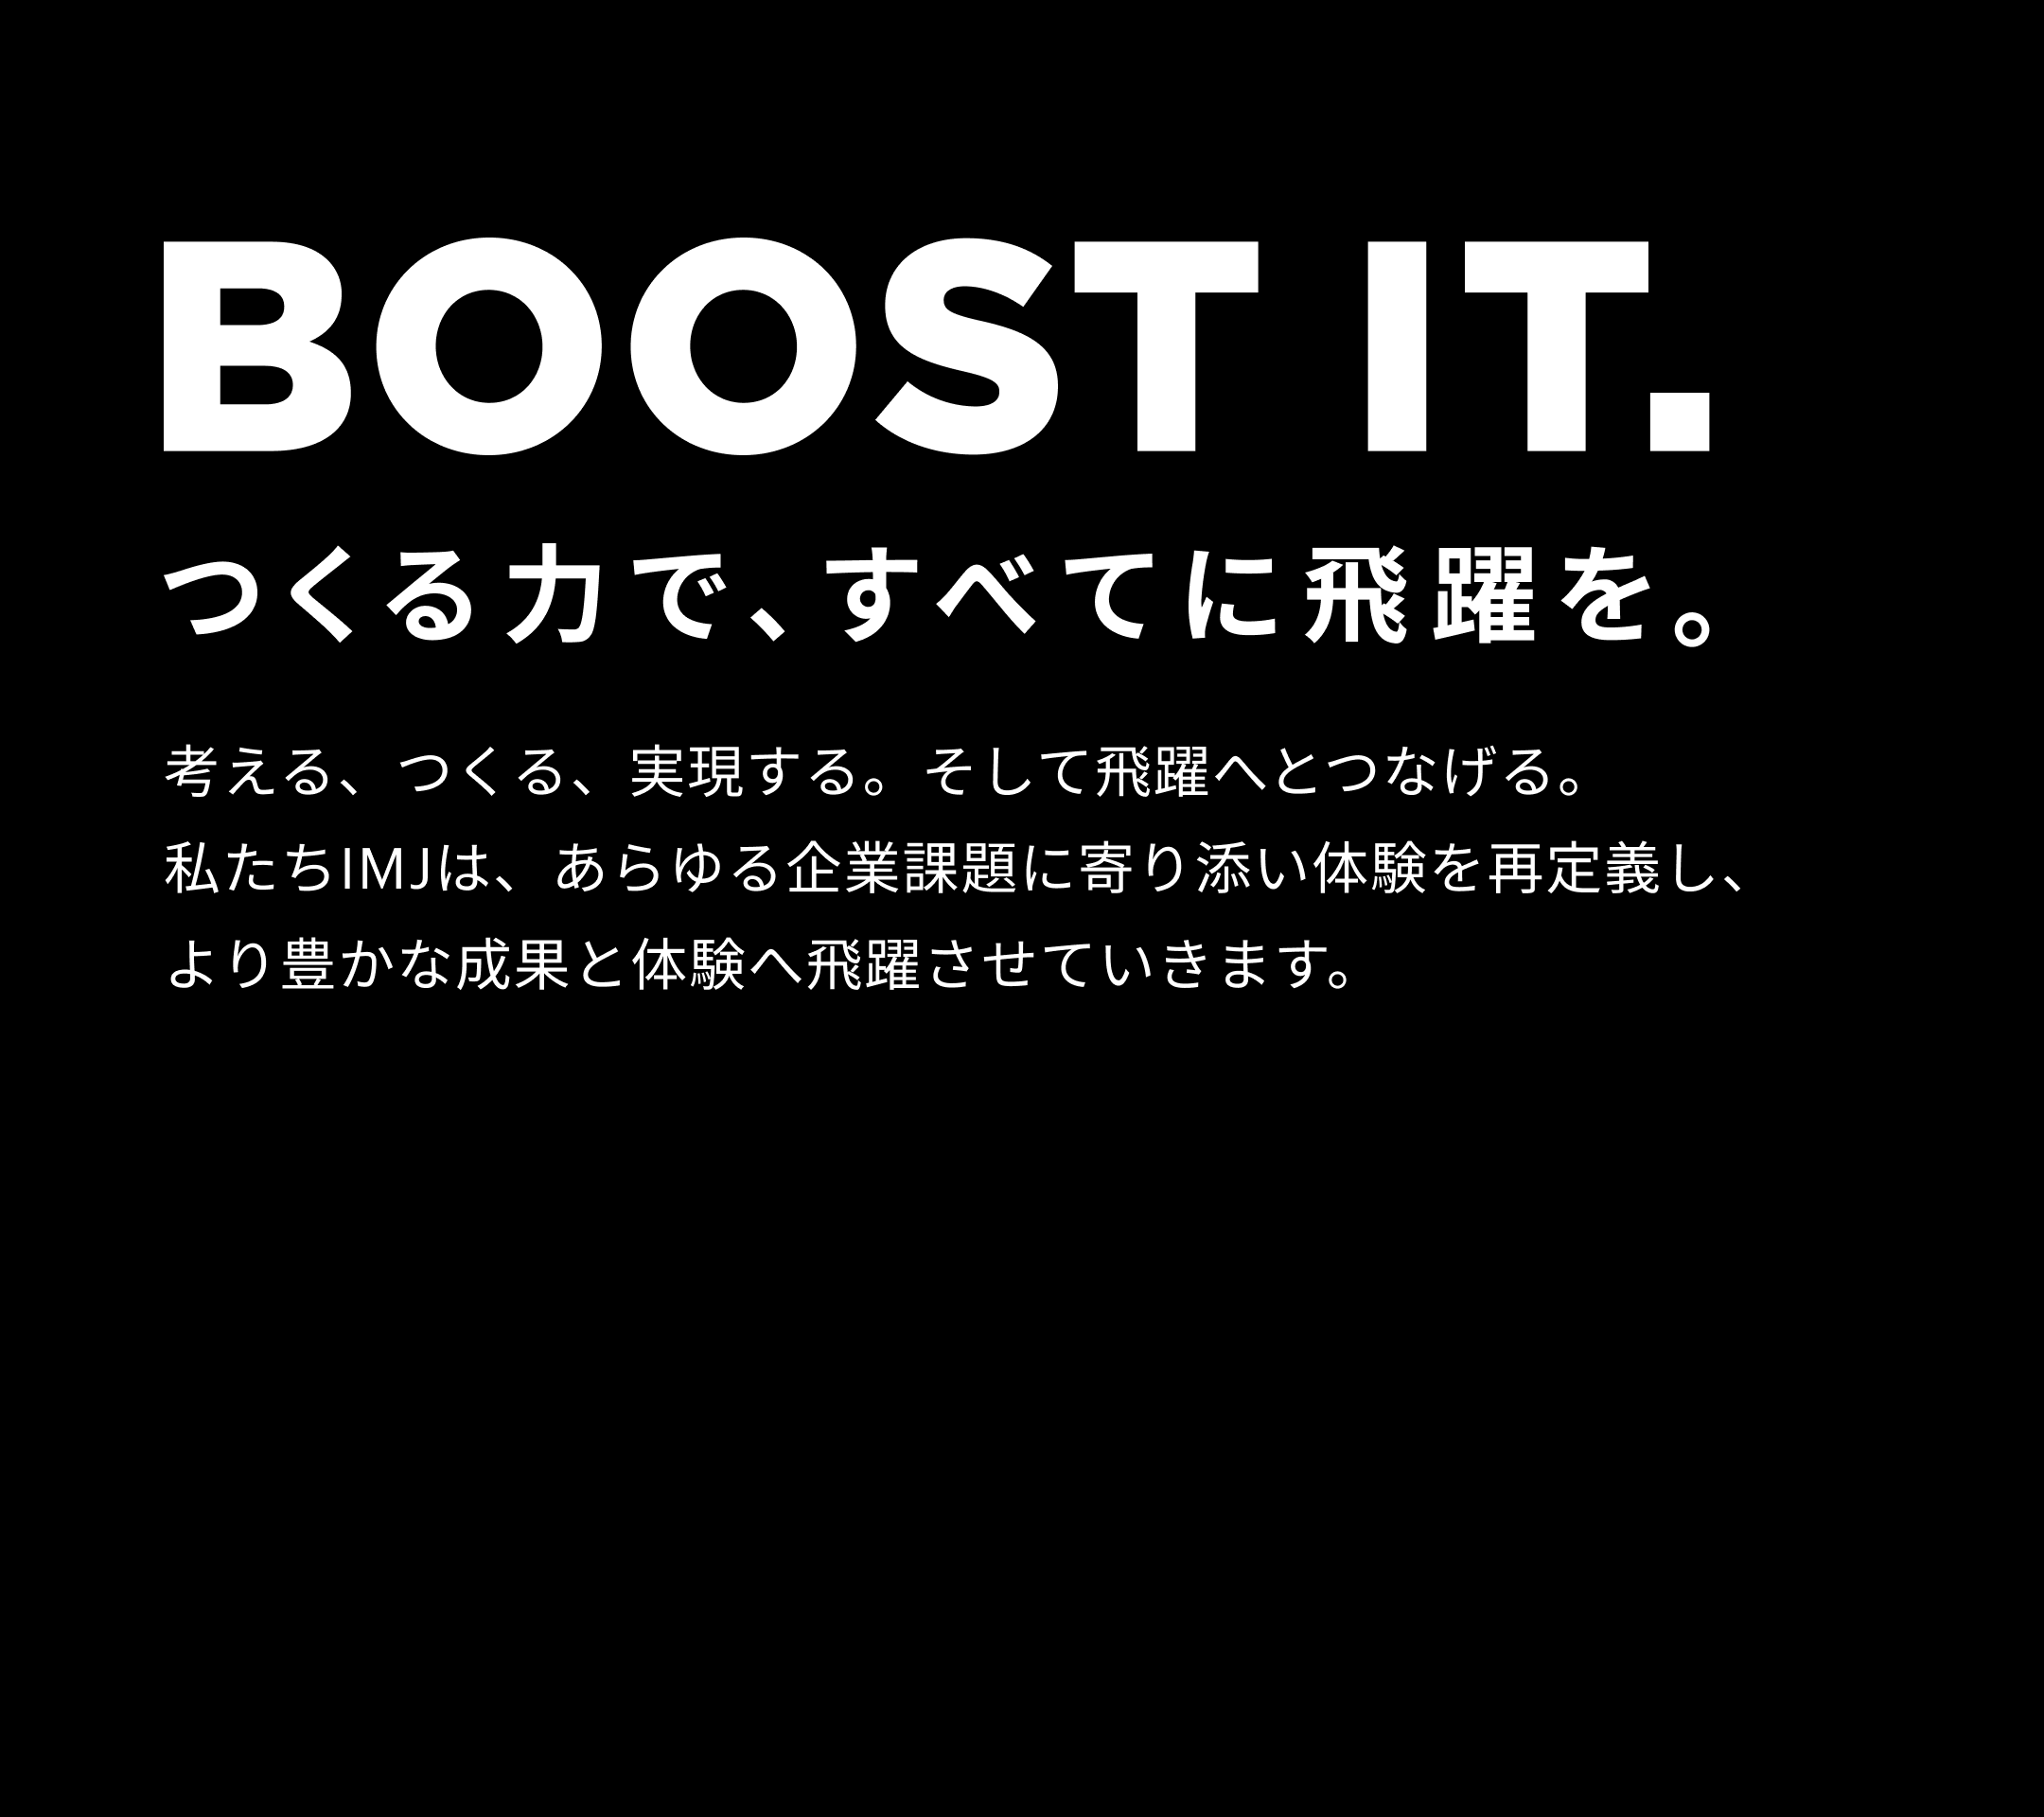 BOOST IT.
つくる力で、すべてに飛躍を。
考える、つくる、実現する。そして飛躍へとつなげる。
私たちIMJは、あらゆる企業課題に寄り添い体験を再定義し、
より豊かな成果と体験へ飛躍させていきます。